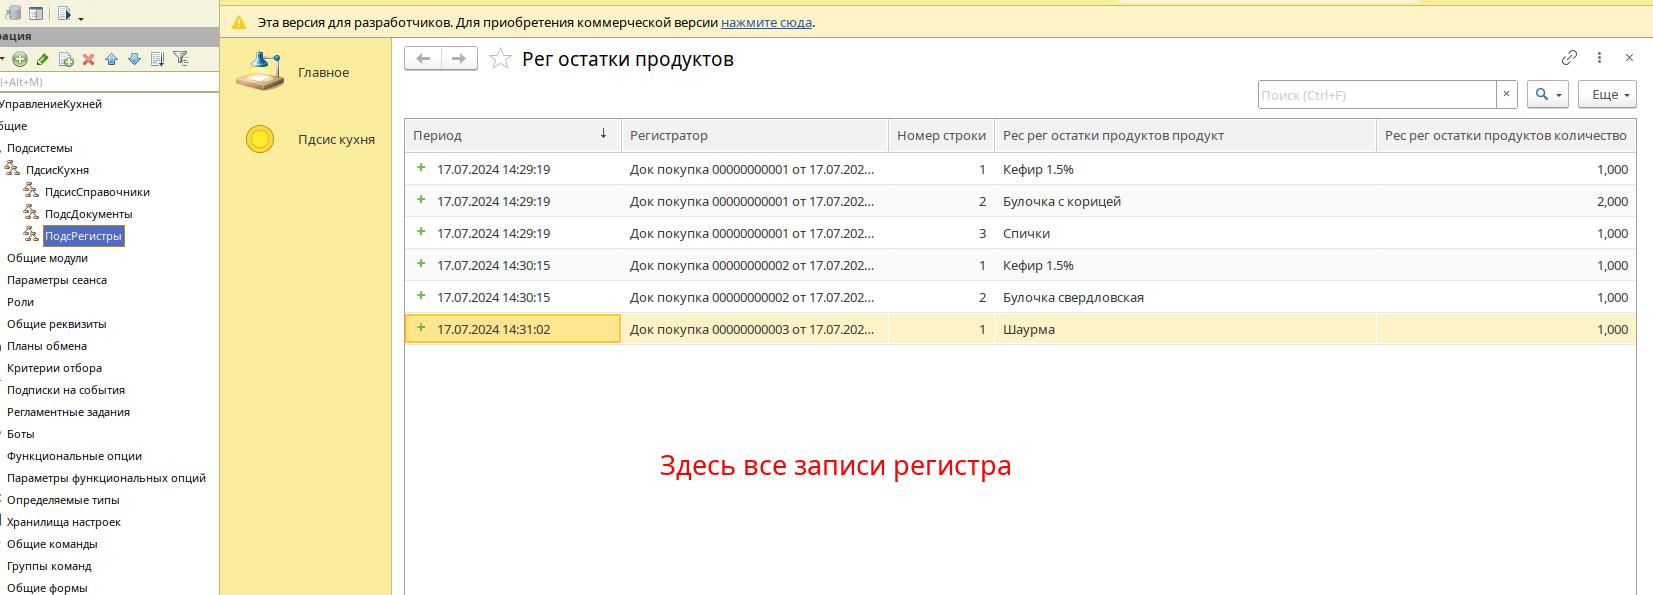 Эта версия для разработчиков. Для приобретения коммерческой версии нажмите сюда.
рация
l+Alt+M)
УправлениеКухней
бщие
Подсистемы
ПдсисКухня
ПдсисСправочники
ПодсДокументы
ПодсРегистры
Общие модули
Параметры сеанса
Роли
Общие реквизиты
Планы обмена
Критерии отбора
Подписки на события
Регламентные задания
Боты
Функциональные опции
Параметры функциональных опций
Определяемые типы
Хранилища настроек
Общие команды
Группы команд
Общие формы
Главное
Пдсис кухня
Рег остатки продуктов
Поиск (Ctrl+F) × Еще
Период ↓ Регистратор Номер строки Рес рег остатки продуктов продукт Рес рег остатки продуктов количество
17.07.2024 14:29:19 Док покупка 00000000001 от 17.07.202... 1 Кефир 1.5% 1,000
17.07.2024 14:29:19 Док покупка 00000000001 от 17.07.202... 2 Булочка с корицей 2,000
17.07.2024 14:29:19 Док покупка 00000000001 от 17.07.202... 3 Спички 1,000
17.07.2024 14:30:15 Док покупка 00000000002 от 17.07.202... 1 Кефир 1.5% 1,000
17.07.2024 14:30:15 Док покупка 00000000002 от 17.07.202... 2 Булочка свердловская 1,000
17.07.2024 14:31:02 Док покупка 00000000003 от 17.07.202... 1 Шаурма 1,000
Здесь все записи регистра